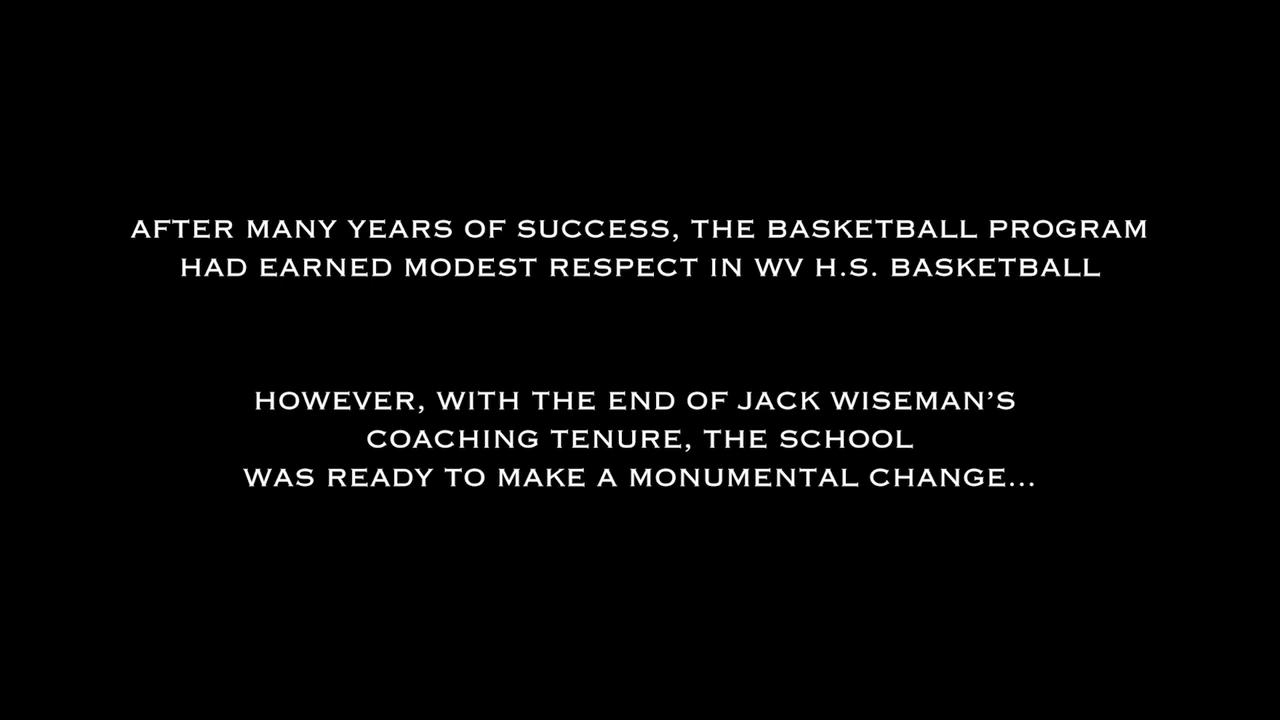 AFTER MANY YEARS OF SUCCESS, THE BASKETBALL PROGRAM
HAD EARNED MODEST RESPECT IN WV H.S. BASKETBALL
HOWEVER, WITH THE END OF JACK WISEMAN’S
COACHING TENURE, THE SCHOOL
WAS READY TO MAKE A MONUMENTAL CHANGE...